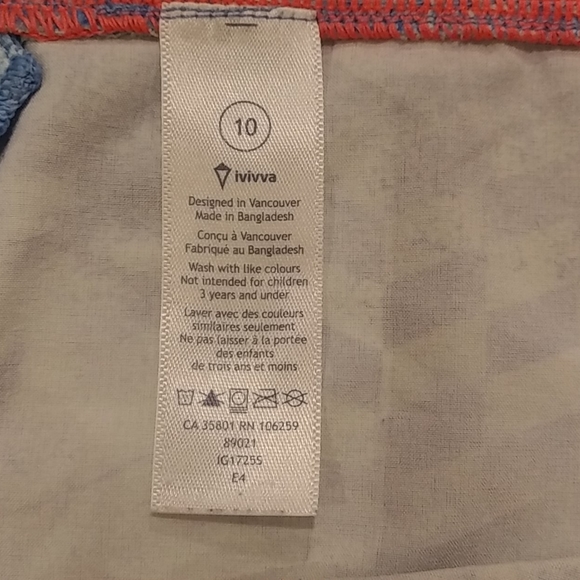 10
ivivva
Designed in Vancouver
Made in Bangladesh
Conçu à Vancouver
Fabriqué au Bangladesh
Wash with like colours
Not intended for children
3 years and under
Laver avec des couleurs
similaires seulement
Ne pas laisser à la portée
des enfants
de trois ans et moins
CA 35801 RN 106259
89021
IG1725S
E4